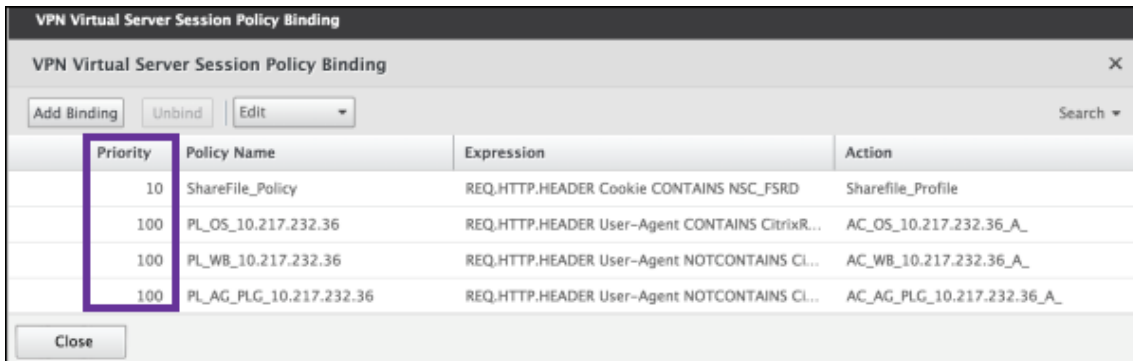 VPN Virtual Server Session Policy Binding
VPN Virtual Server Session Policy Binding
Add Binding Unbind Edit Search
Priority Policy Name Expression Action
10 ShareFile_Policy REQ.HTTP.HEADER Cookie CONTAINS NSC_FSRD Sharefile_Profile
100 PL_OS_10.217.232.36 REQ.HTTP.HEADER User-Agent CONTAINS CitrixR... AC_OS_10.217.232.36_A_
100 PL_WB_10.217.232.36 REQ.HTTP.HEADER User-Agent NOTCONTAINS Ci... AC_WB_10.217.232.36_A_
100 PL_AG_PLG_10.217.232.36 REQ.HTTP.HEADER User-Agent NOTCONTAINS Ci... AC_AG_PLG_10.217.232.36_A_
Close